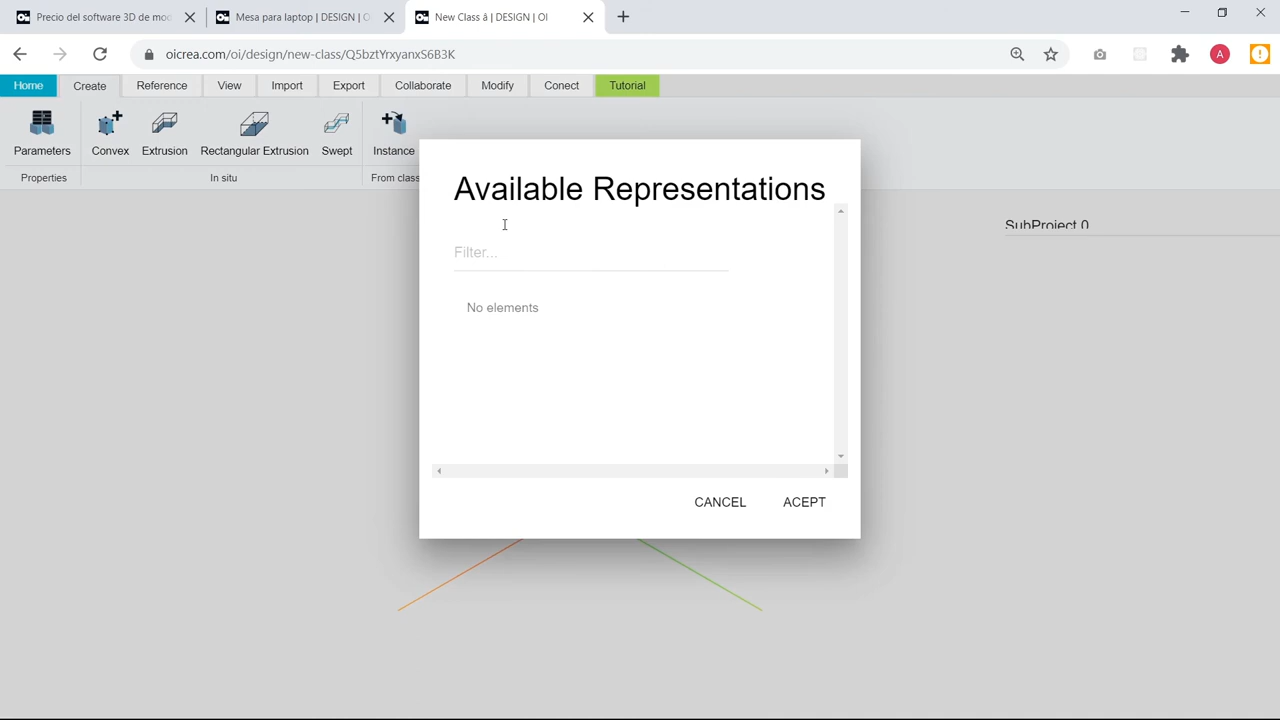 Precio del software 3D de mod
Mesa para laptop | DESIGN | O
New Class â | DESIGN | OI
oicrea.com/oi/design/new-class/Q5bztYrxyanxS6B3K
A
Home
Create
Reference
View
Import
Export
Collaborate
Modify
Conect
Tutorial
Parameters
Convex
Extrusion
Rectangular Extrusion
Swept
Instance
Properties
In situ
From class
Available Representations
Filter...
No elements
CANCEL
ACEPT
SubProject 0